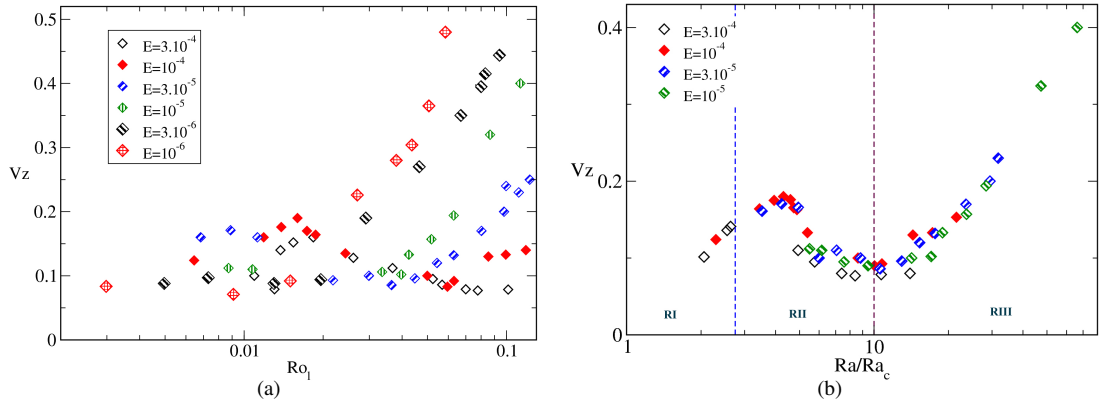 0.5
0.4
0.3
Vz
0.2
0.1
0
0.01
0.1
Ro_l
E=3.10^-4
E=10^-4
E=3.10^-5
E=10^-5
E=3.10^-6
E=10^-6
(a)
0.4
Vz
0.2
0
1
10
Ra/Ra_c
E=3.10^-4
E=10^-4
E=3.10^-5
E=10^-5
RI
RII
RIII
(b)